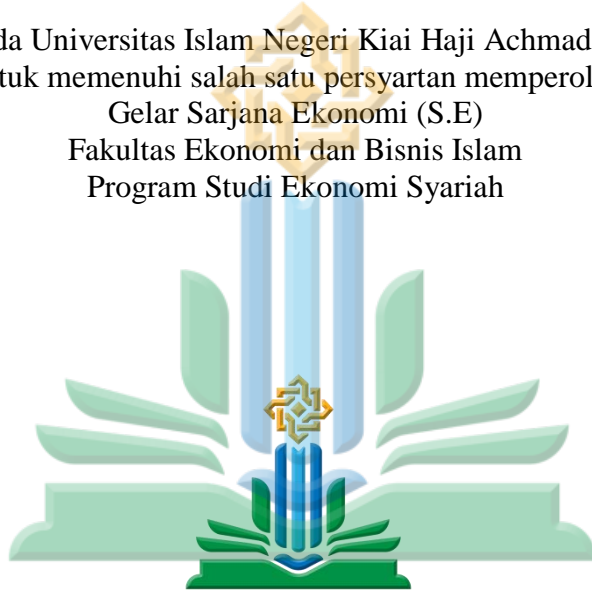 da Universitas Islam Negeri Kiai Haji Achmad
tuk memenuhi salah satu persyartan memperol
Gelar Sarjana Ekonomi (S.E)
Fakultas Ekonomi dan Bisnis Islam
Program Studi Ekonomi Syariah